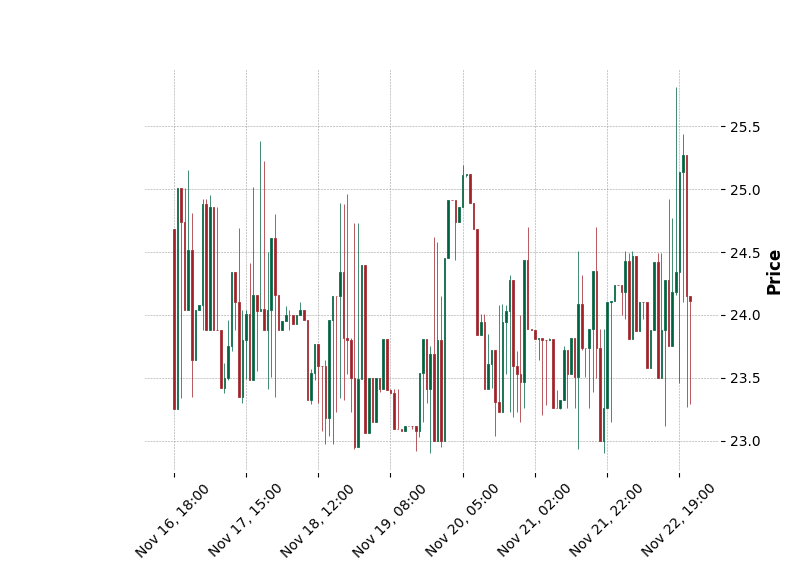 25.5
25.0
24.5
24.0
23.5
23.0
Price
Nov 16, 18:00
Nov 17, 15:00
Nov 18, 12:00
Nov 19, 08:00
Nov 20, 05:00
Nov 21, 02:00
Nov 21, 22:00
Nov 22, 19:00